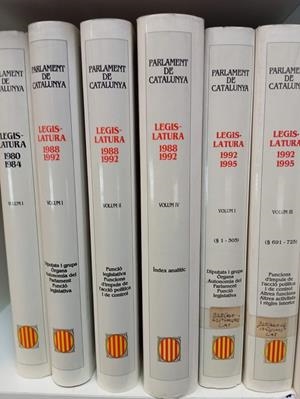 PARLAMENT
DE
CATALUNYA
LEGIS-
LATURA
1980
1984
VOLUM I
PARLAMENT
DE
CATALUNYA
LEGIS-
LATURA
1988
1992
VOLUM I
Diputats i grups
Òrgans
Autonomia del
Parlament
Funció
legislativa
PARLAMENT
DE
CATALUNYA
LEGIS-
LATURA
1988
1992
VOLUM II
Funció
legislativa
Funcions
d'impuls de
l'acció política
i de control
PARLAMENT
DE
CATALUNYA
LEGIS-
LATURA
1988
1992
VOLUM IV
Índex analític
PARLAMENT
DE
CATALUNYA
LEGIS-
LATURA
1992
1995
VOLUM I
(§ 1 - 505)
Diputats i grups
Òrgans
Autonomia del
Parlament
Funció
legislativa
PARLAMENT
DE
CATALUNYA
LEGIS-
LATURA
1992
1995
VOLUM III
(§ 691 - 725)
Funcions
d'impuls de
l'acció política
i de control
Altres funcions
Altres activitats
i règim interior